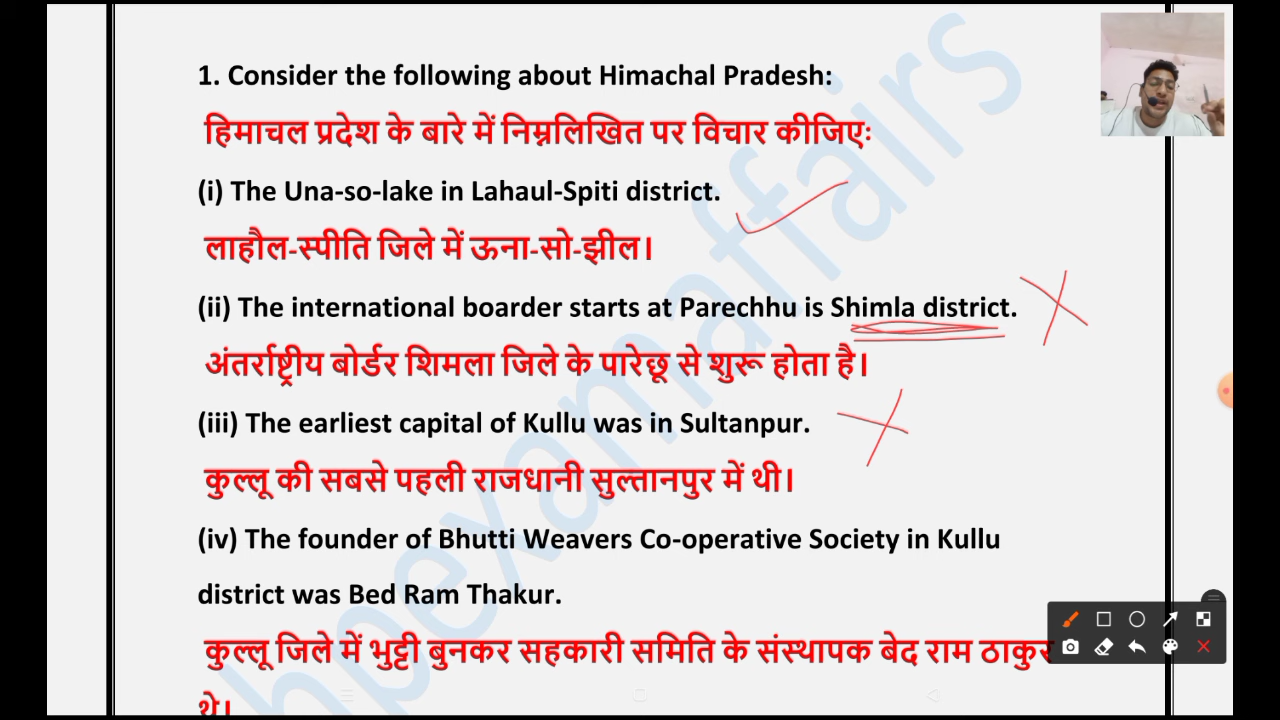 1. Consider the following about Himachal Pradesh:
हिमाचल प्रदेश के बारे में निम्नलिखित पर विचार कीजिएः
(i) The Una-so-lake in Lahaul-Spiti district.
लाहौल-स्पीति जिले में ऊना-सो-झील।
(ii) The international boarder starts at Parechhu is Shimla district.
अंतर्राष्ट्रीय बोर्डर शिमला जिले के पारेछू से शुरू होता है।
(iii) The earliest capital of Kullu was in Sultanpur.
कुल्लू की सबसे पहली राजधानी सुल्तानपुर में थी।
(iv) The founder of Bhutti Weavers Co-operative Society in Kullu
district was Bed Ram Thakur.
कुल्लू जिले में भुट्टी बुनकर सहकारी समिति के संस्थापक बेद राम ठाकुर
थे।
hpexamaffairs